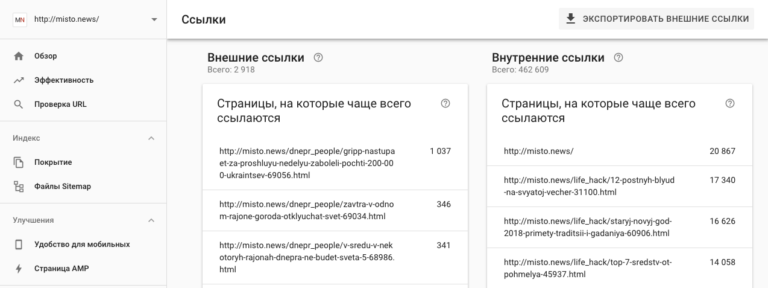 MN http://misto.news/
Ссылки
ЭКСПОРТИРОВАТЬ ВНЕШНИЕ ССЫЛКИ
Обзор
Эффективность
Проверка URL
Индекс
Покрытие
Файлы Sitemap
Улучшения
Удобство для мобильных
Страница AMP
Внешние ссылки
Всего: 2 918
Страницы, на которые чаще всего
ссылаются
http://misto.news/dnepr_people/gripp-nastupa 1 037
et-za-proshluyu-nedelyu-zaboleli-pochti-200-00
0-ukraintsev-69056.html
http://misto.news/dnepr_people/zavtra-v-odno 346
m-rajone-goroda-otklyuchat-svet-69034.html
http://misto.news/dnepr_people/v-sredu-v-nek 341
otoryh-rajonah-dnepra-ne-budet-sveta-5-68986.
html
Внутренние ссылки
Всего: 462 609
Страницы, на которые чаще всего
ссылаются
http://misto.news/ 20 867
http://misto.news/life_hack/12-postnyh-blyud 17 340
-na-svyatoj-vecher-31100.html
http://misto.news/life_hack/staryj-novyj-god- 16 626
2018-primety-traditsii-i-gadaniya-60906.html
http://misto.news/life_hack/top-7-sredstv-ot- 14 058
pohmelya-45937.html